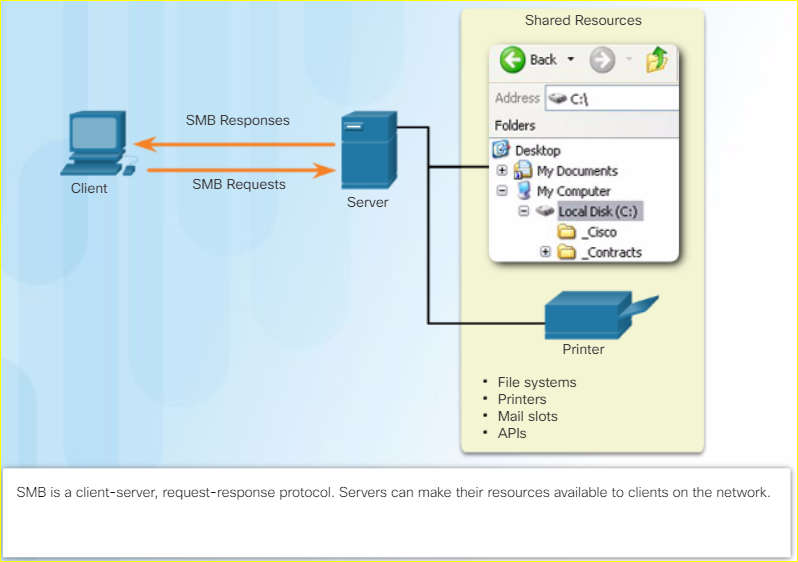 Shared Resources
Back
Address C:\
Folders
Desktop
My Documents
My Computer
Local Disk (C:)
_Cisco
_Contracts
SMB Responses
SMB Requests
Client
Server
Printer
• File systems
• Printers
• Mail slots
• APIs
SMB is a client-server, request-response protocol. Servers can make their resources available to clients on the network.